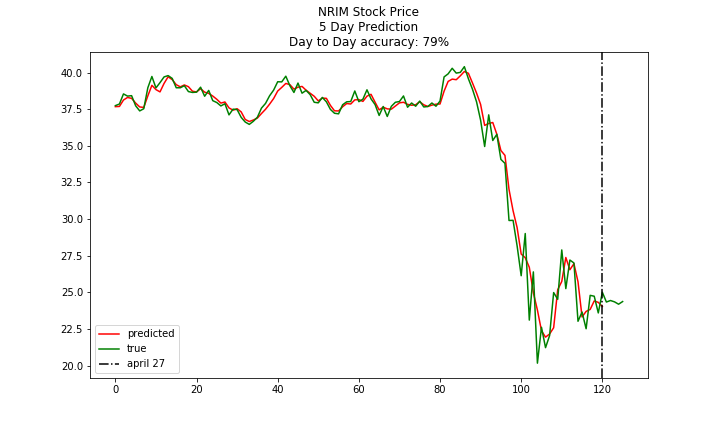 NRIM Stock Price
5 Day Prediction
Day to Day accuracy: 79%
40.0
37.5
35.0
32.5
30.0
27.5
25.0
22.5
20.0
predicted
true
april 27
0 20 40 60 80 100 120